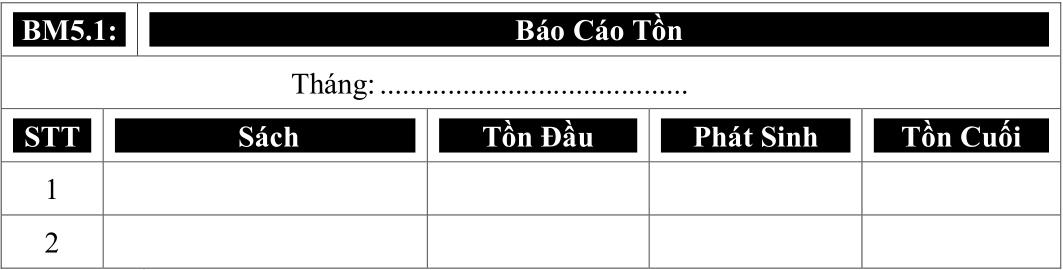 BM5.1: Báo Cáo Tồn
Tháng: .........................................
STT Sách Tồn Đầu Phát Sinh Tồn Cuối
1
2